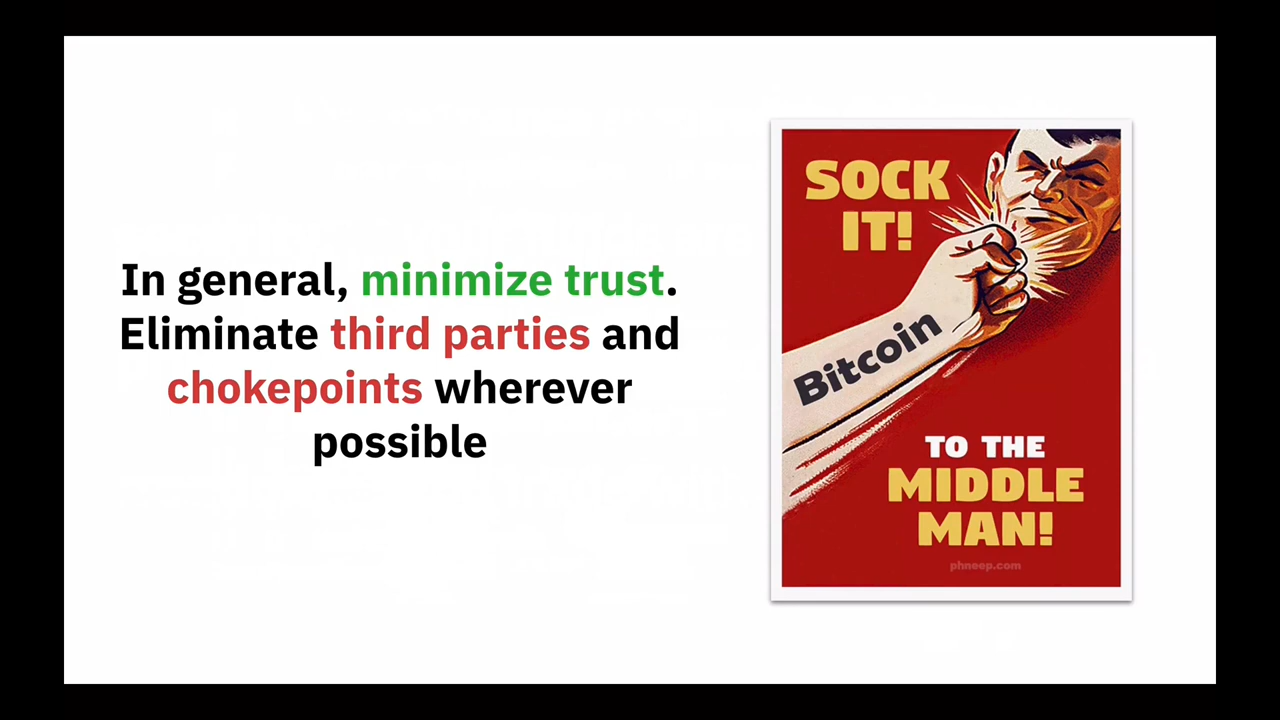 In general, minimize trust.
Eliminate third parties and
chokepoints wherever
possible
SOCK
IT!
Bitcoin
TO THE
MIDDLE
MAN!
phneep.com